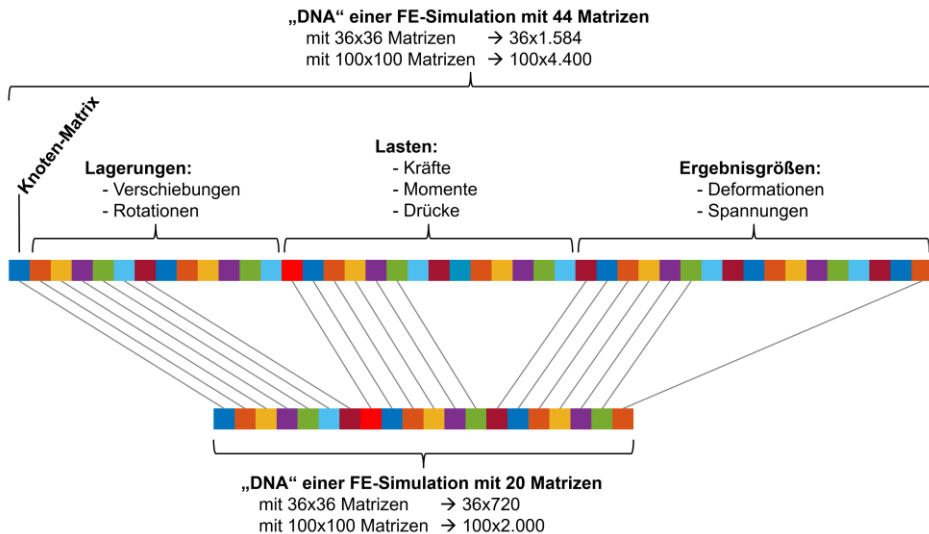 „DNA“ einer FE-Simulation mit 44 Matrizen
mit 36x36 Matrizen → 36x1.584
mit 100x100 Matrizen → 100x4.400
Knoten-Matrix
Lagerungen:
- Verschiebungen
- Rotationen
Lasten:
- Kräfte
- Momente
- Drücke
Ergebnisgrößen:
- Deformationen
- Spannungen
„DNA“ einer FE-Simulation mit 20 Matrizen
mit 36x36 Matrizen → 36x720
mit 100x100 Matrizen → 100x2.000